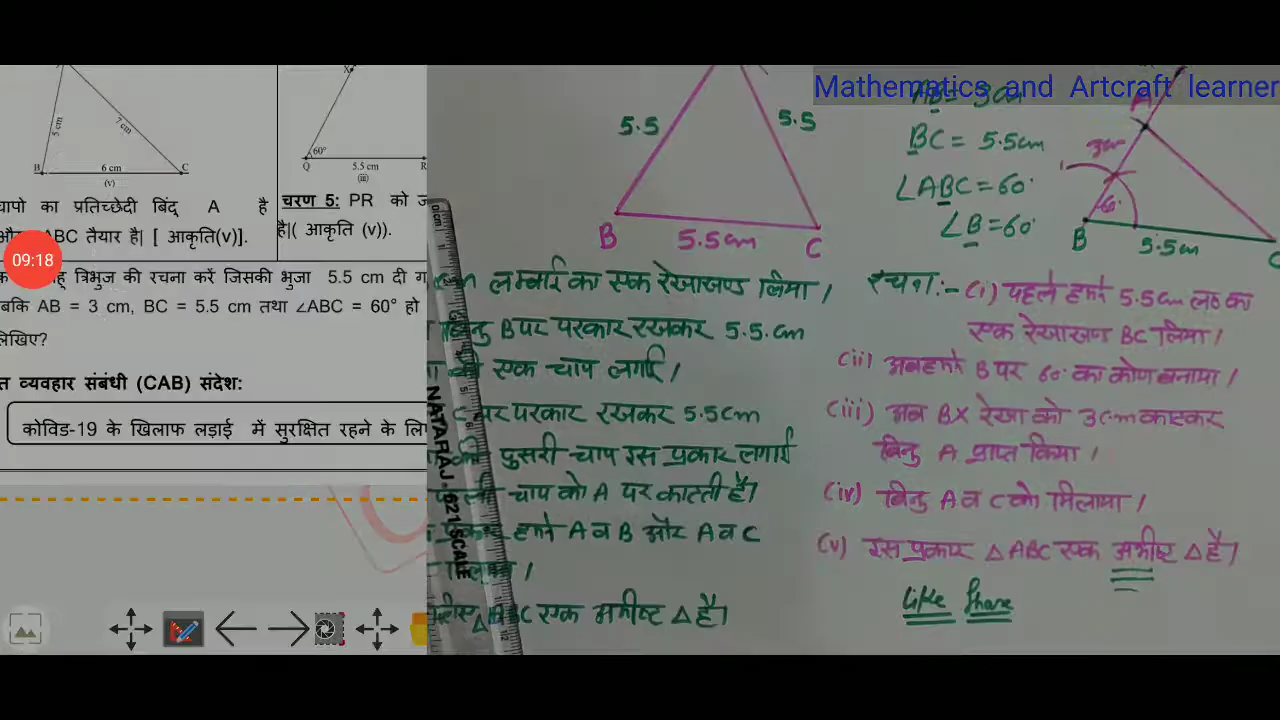 Mathematics and Artcraft learner
X
5 cm
7 cm
B
6 cm
C
(v)
60°
Q
5.5 cm
R
(iii)
चापो का प्रतिच्छेदी बिंदु A है
ABC तैयार है| [ आकृति(v)].
चरण 5: PR को
है|( आकृति (v)).
09:18
त्रिभुज की रचना करें जिसकी भुजा 5.5 cm दी
AB = 3 cm, BC = 5.5 cm तथा ∠ABC = 60° हो
लिखिए?
व्यवहार संबंधी (CAB) संदेश:
कोविड-19 के खिलाफ लड़ाई में सुरक्षित रहने के
5.5
5.5
B
5.5cm
C
लम्बाई का एक रेखाखण्ड लिया।
बिन्दु B पर परकार रखकर 5.5.cm
एक चाप लगाई।
C पर परकार रखकर 5.5cm
दुसरी चाप इस प्रकार लगाई
चाप को A पर काटती है।
हमने A व B और A व C
△ABC एक अभीष्ट △ है।
NATARAJ 621 SCALE
AB = 3cm
BC = 5.5cm
∠ABC = 60°
∠B = 60°
A
3cm
60°
B
5.5cm
C
रचना:- (i) पहले हमने 5.5cm ल० का
एक रेखाखण्ड BC लिया।
(ii) अब हमने B पर 60° का कोण बनाया।
(iii) अब BX रेखा को 3cm काटकर
बिन्दु A प्राप्त किया।
(iv) बिन्दु A व C को मिलाया।
(v) इस प्रकार △ ABC एक अभीष्ट △ है।
Like Share